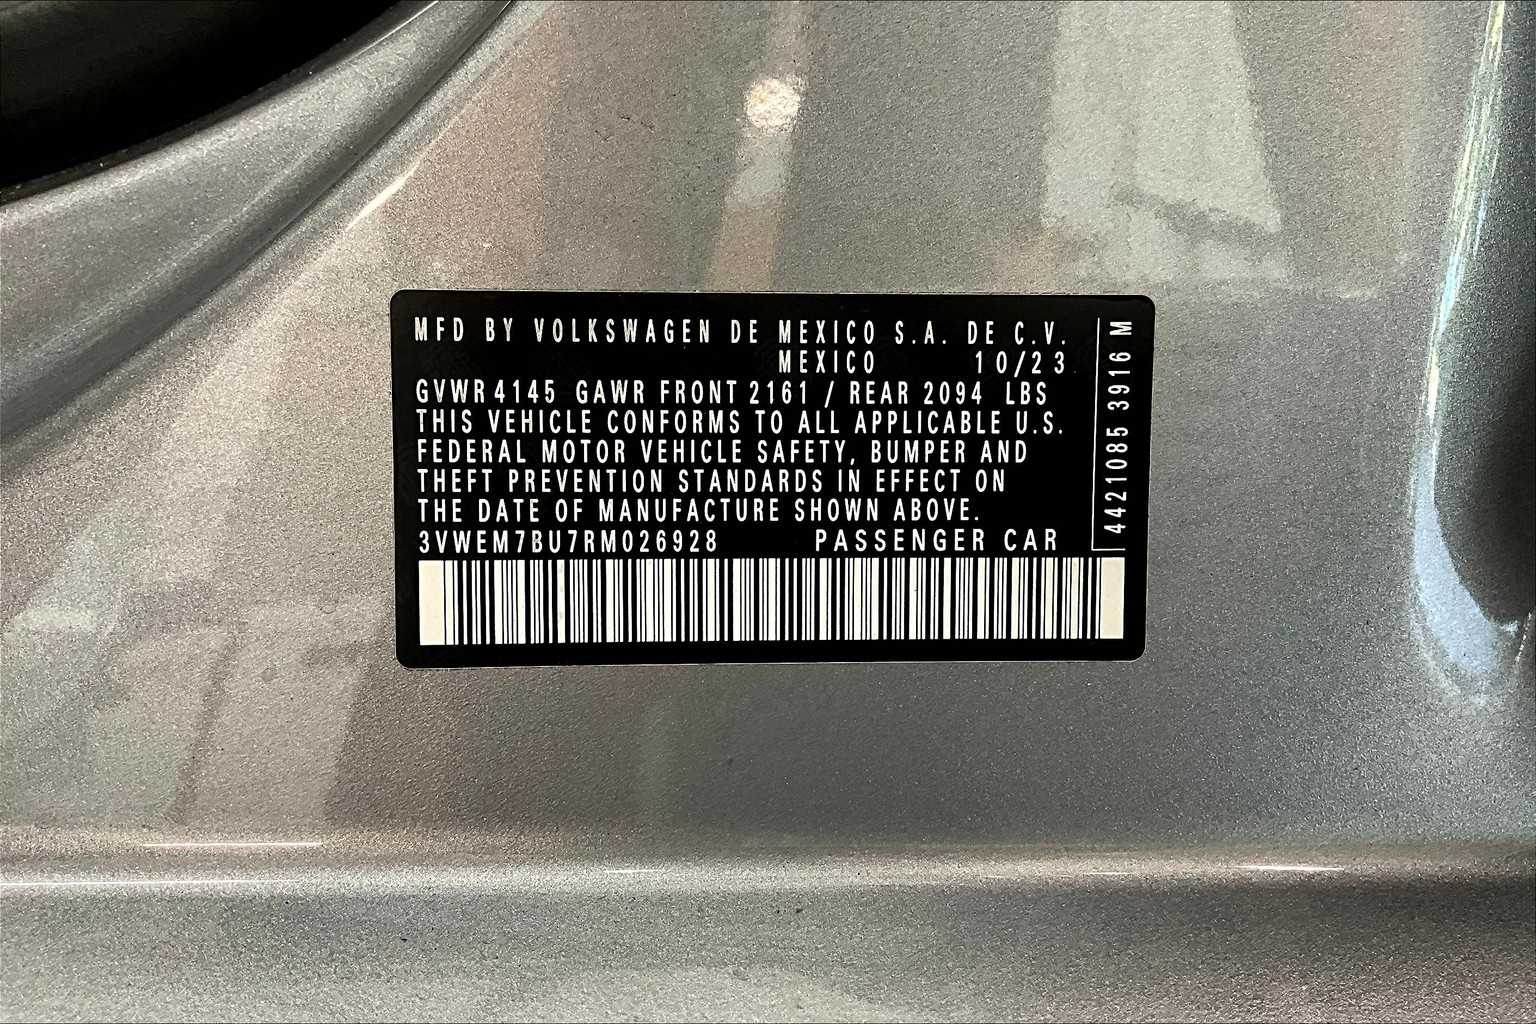 MFD BY VOLKSWAGEN DE MEXICO S.A. DE C.V.
MEXICO 10/23
GVWR 4145 GAWR FRONT 2161 / REAR 2094 LBS
THIS VEHICLE CONFORMS TO ALL APPLICABLE U.S.
FEDERAL MOTOR VEHICLE SAFETY, BUMPER AND
THEFT PREVENTION STANDARDS IN EFFECT ON
THE DATE OF MANUFACTURE SHOWN ABOVE.
3VWEM7BU7RM026928 PASSENGER CAR
4421085 3916 M